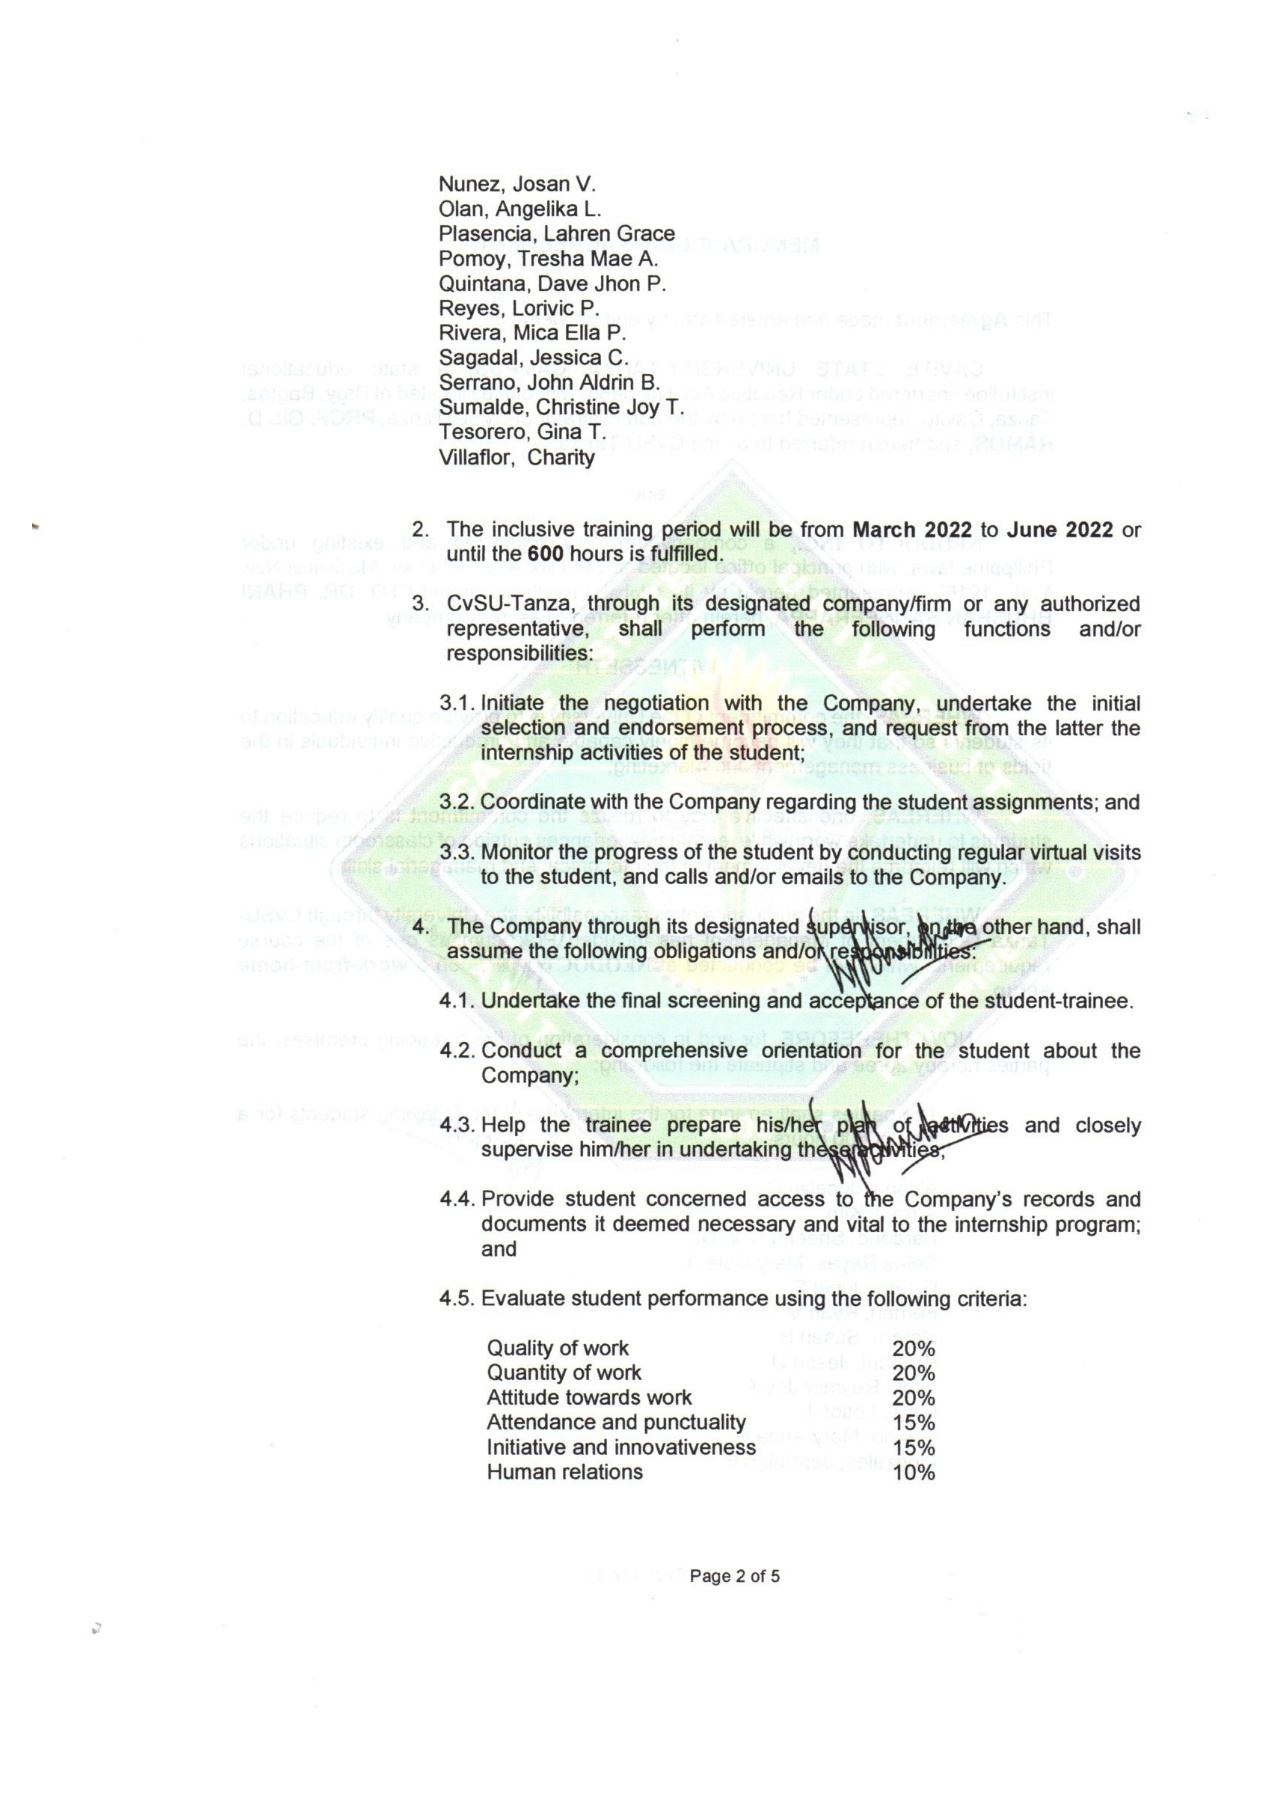 Nunez, Josan V.
Olan, Angelika L.
Plasencia, Lahren Grace
Pomoy, Tresha Mae A.
Quintana, Dave Jhon P.
Reyes, Lorivic P.
Rivera, Mica Ella P.
Sagadal, Jessica C.
Serrano, John Aldrin B.
Sumalde, Christine Joy T.
Tesorero, Gina T.
Villaflor, Charity
2. The inclusive training period will be from March 2022 to June 2022 or
until the 600 hours is fulfilled.
3. CvSU-Tanza, through its designated company/firm or any authorized
representative, shall perform the following functions and/or
responsibilities:
3.1. Initiate the negotiation with the Company, undertake the initial
selection and endorsement process, and request from the latter the
internship activities of the student;
3.2. Coordinate with the Company regarding the student assignments; and
3.3. Monitor the progress of the student by conducting regular virtual visits
to the student, and calls and/or emails to the Company.
4. The Company through its designated supervisor, on the other hand, shall
assume the following obligations and/or responsibilities:
4.1. Undertake the final screening and acceptance of the student-trainee.
4.2. Conduct a comprehensive orientation for the student about the
Company;
4.3. Help the trainee prepare his/her plan of activities and closely
supervise him/her in undertaking these activities;
4.4. Provide student concerned access to the Company's records and
documents it deemed necessary and vital to the internship program;
and
4.5. Evaluate student performance using the following criteria:
Quality of work 20%
Quantity of work 20%
Attitude towards work 20%
Attendance and punctuality 15%
Initiative and innovativeness 15%
Human relations 10%
Page 2 of 5